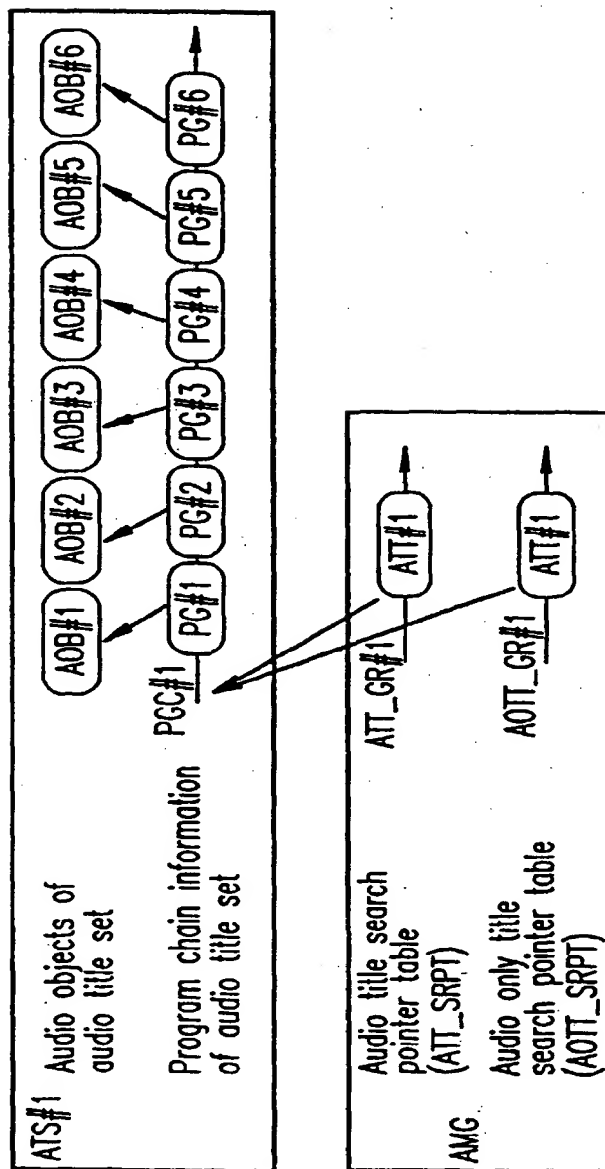 ATS#1
Audio objects of
audio title set
AOB#1 AOB#2 AOB#3 AOB#4 AOB#5 AOB#6
Program chain information
of audio title set
PGC#1
PG#1 PG#2 PG#3 PG#4 PG#5 PG#6
AMG
Audio title search
pointer table
(ATT_SRPT)
ATT_GR#1
ATT#1
Audio only title
search pointer table
(AOTT_SRPT)
AOTT_GR#1
ATT#1